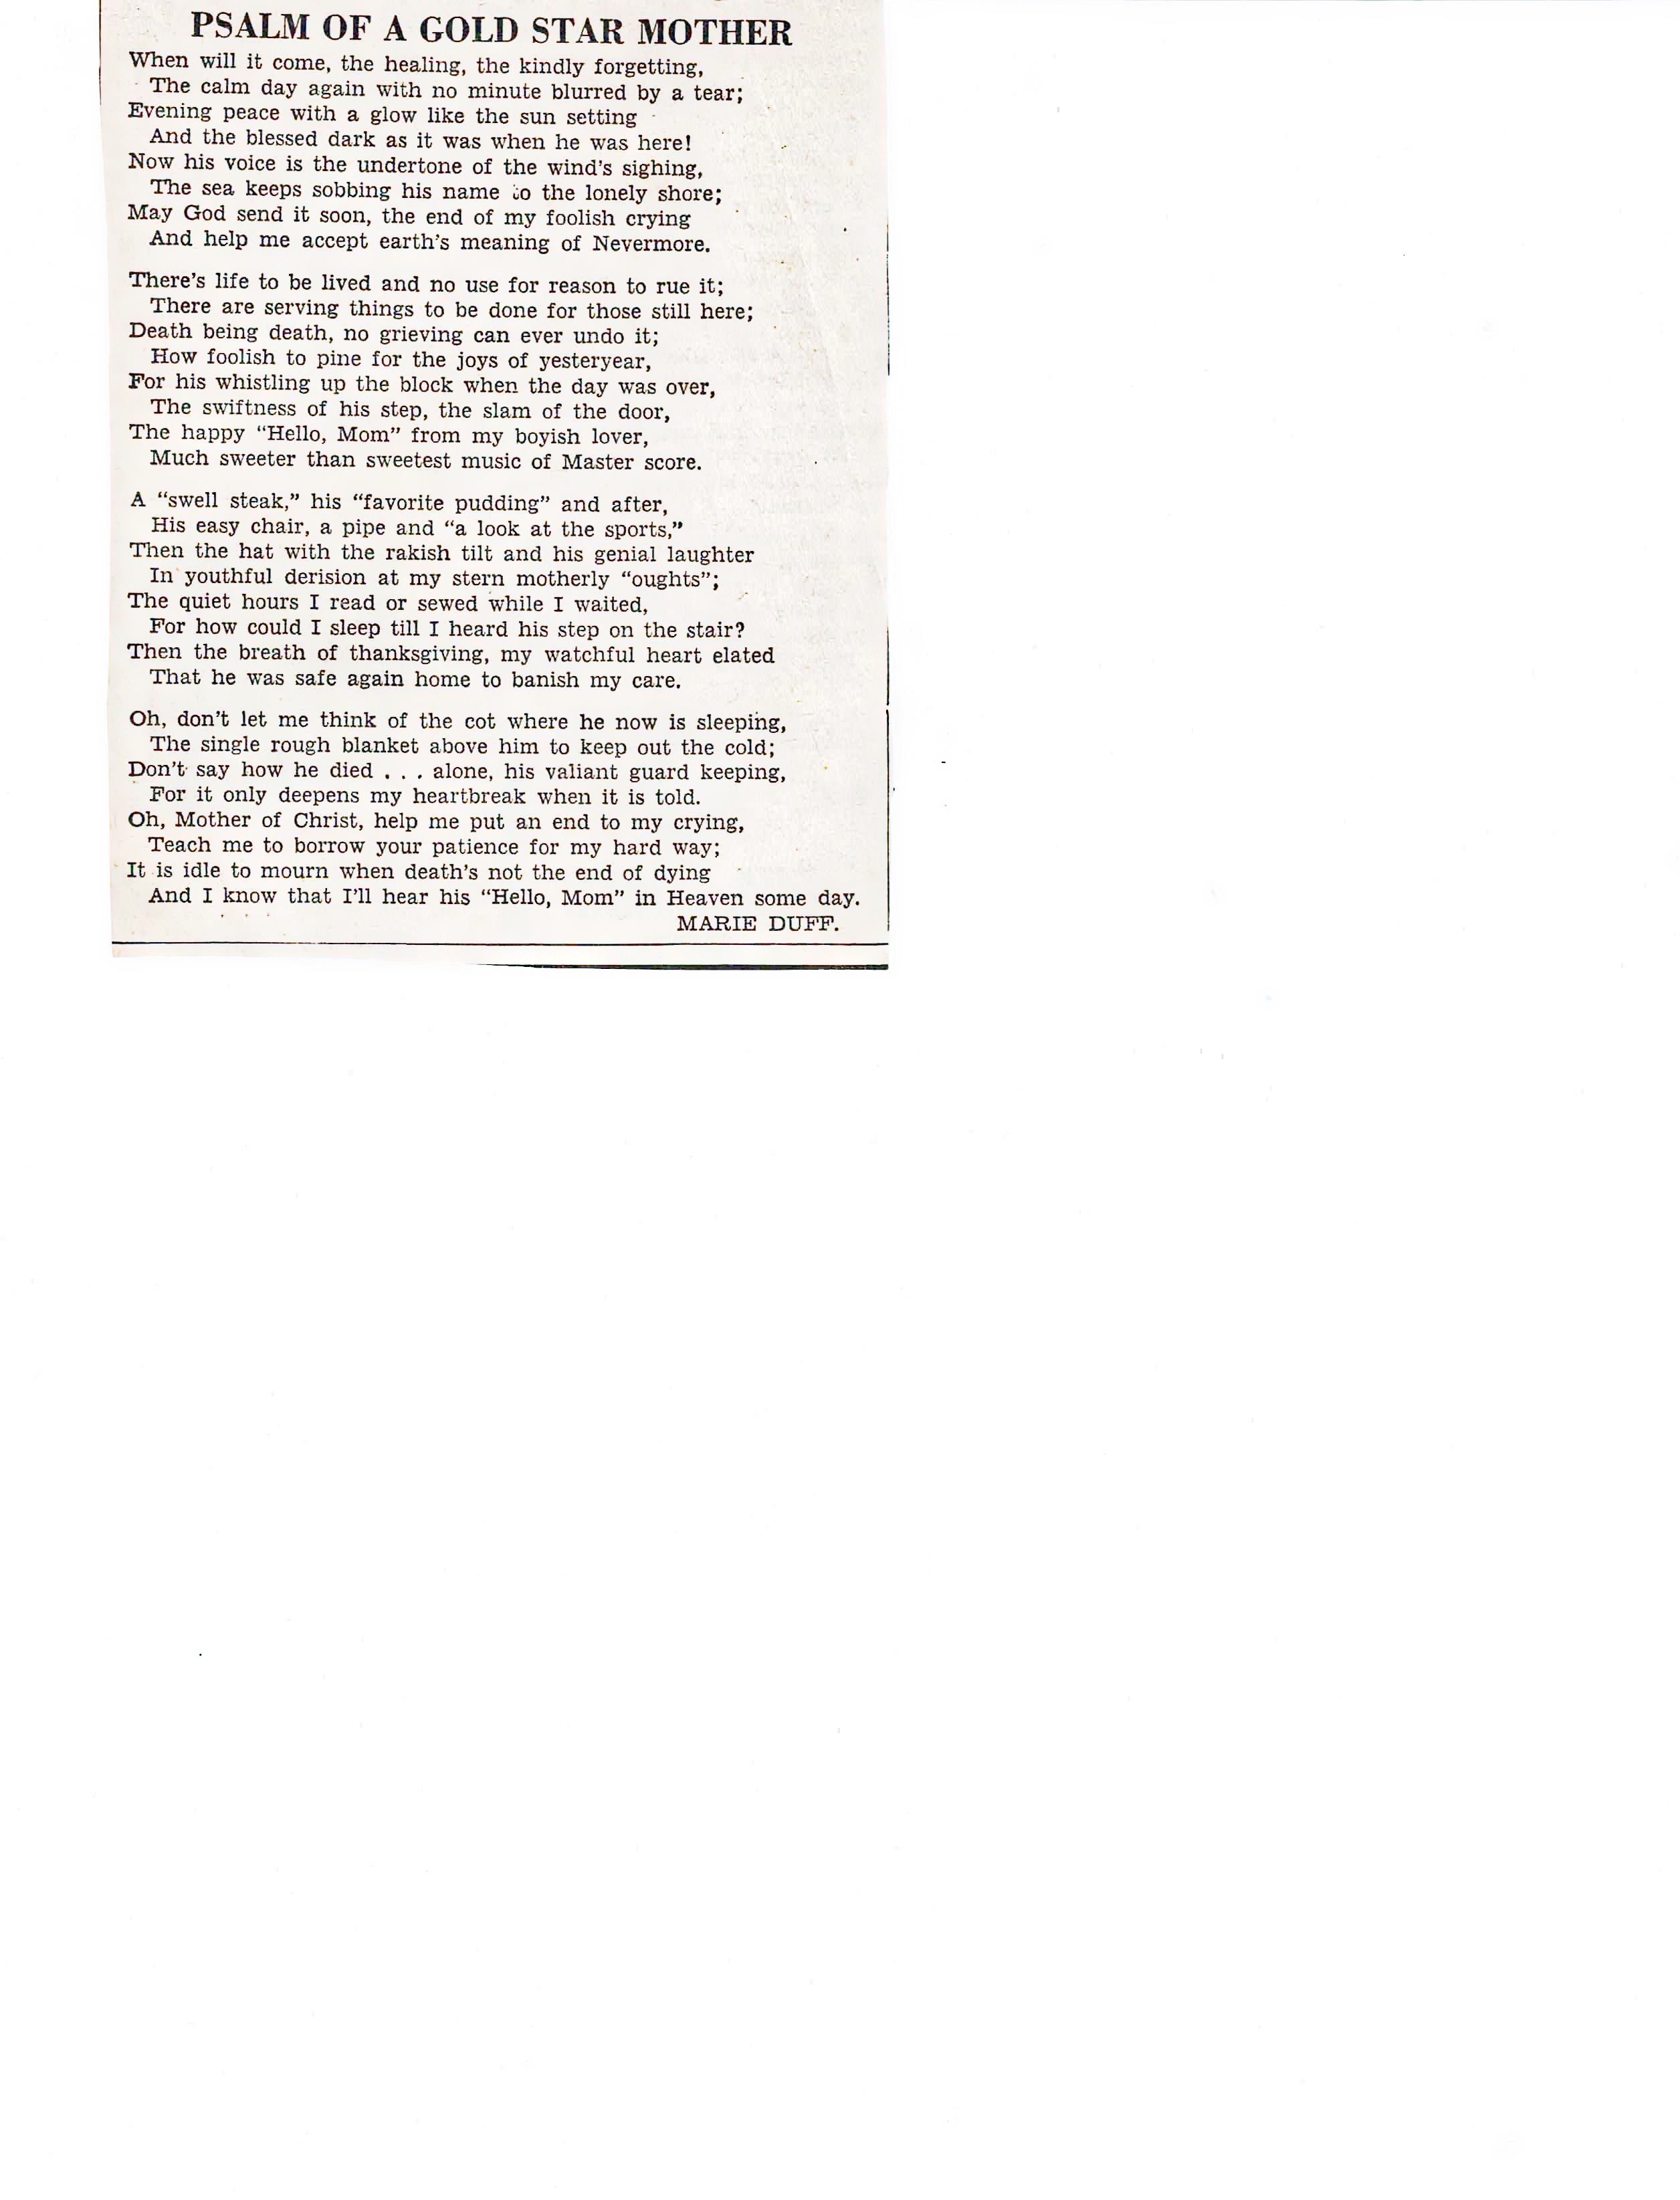 PSALM OF A GOLD STAR MOTHER
When will it come, the healing, the kindly forgetting,
The calm day again with no minute blurred by a tear;
Evening peace with a glow like the sun setting
And the blessed dark as it was when he was here!
Now his voice is the undertone of the wind's sighing,
The sea keeps sobbing his name to the lonely shore;
May God send it soon, the end of my foolish crying
And help me accept earth's meaning of Nevermore.
There's life to be lived and no use for reason to rue it;
There are serving things to be done for those still here;
Death being death, no grieving can ever undo it;
How foolish to pine for the joys of yesteryear,
For his whistling up the block when the day was over,
The swiftness of his step, the slam of the door,
The happy “Hello, Mom” from my boyish lover,
Much sweeter than sweetest music of Master score.
A “swell steak,” his “favorite pudding” and after,
His easy chair, a pipe and “a look at the sports,”
Then the hat with the rakish tilt and his genial laughter
In youthful derision at my stern motherly “oughts”;
The quiet hours I read or sewed while I waited,
For how could I sleep till I heard his step on the stair?
Then the breath of thanksgiving, my watchful heart elated
That he was safe again home to banish my care.
Oh, don't let me think of the cot where he now is sleeping,
The single rough blanket above him to keep out the cold;
Don't say how he died . . . alone, his valiant guard keeping,
For it only deepens my heartbreak when it is told.
Oh, Mother of Christ, help me put an end to my crying,
Teach me to borrow your patience for my hard way;
It is idle to mourn when death's not the end of dying
And I know that I'll hear his “Hello, Mom” in Heaven some day.
MARIE DUFF.